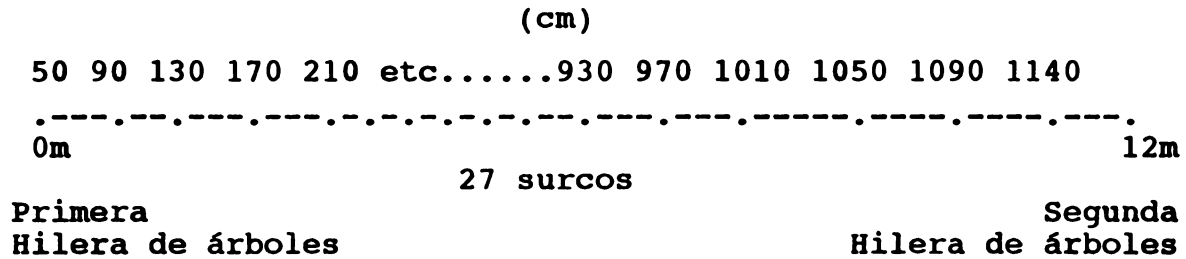 (cm)
50 90 130 170 210 etc......930 970 1010 1050 1090 1140
.---.--.---.---.-.-.-.-.-.--.---.---.-----.----.----.---.
0m 12m
27 surcos
Primera Segunda
Hilera de árboles Hilera de árboles